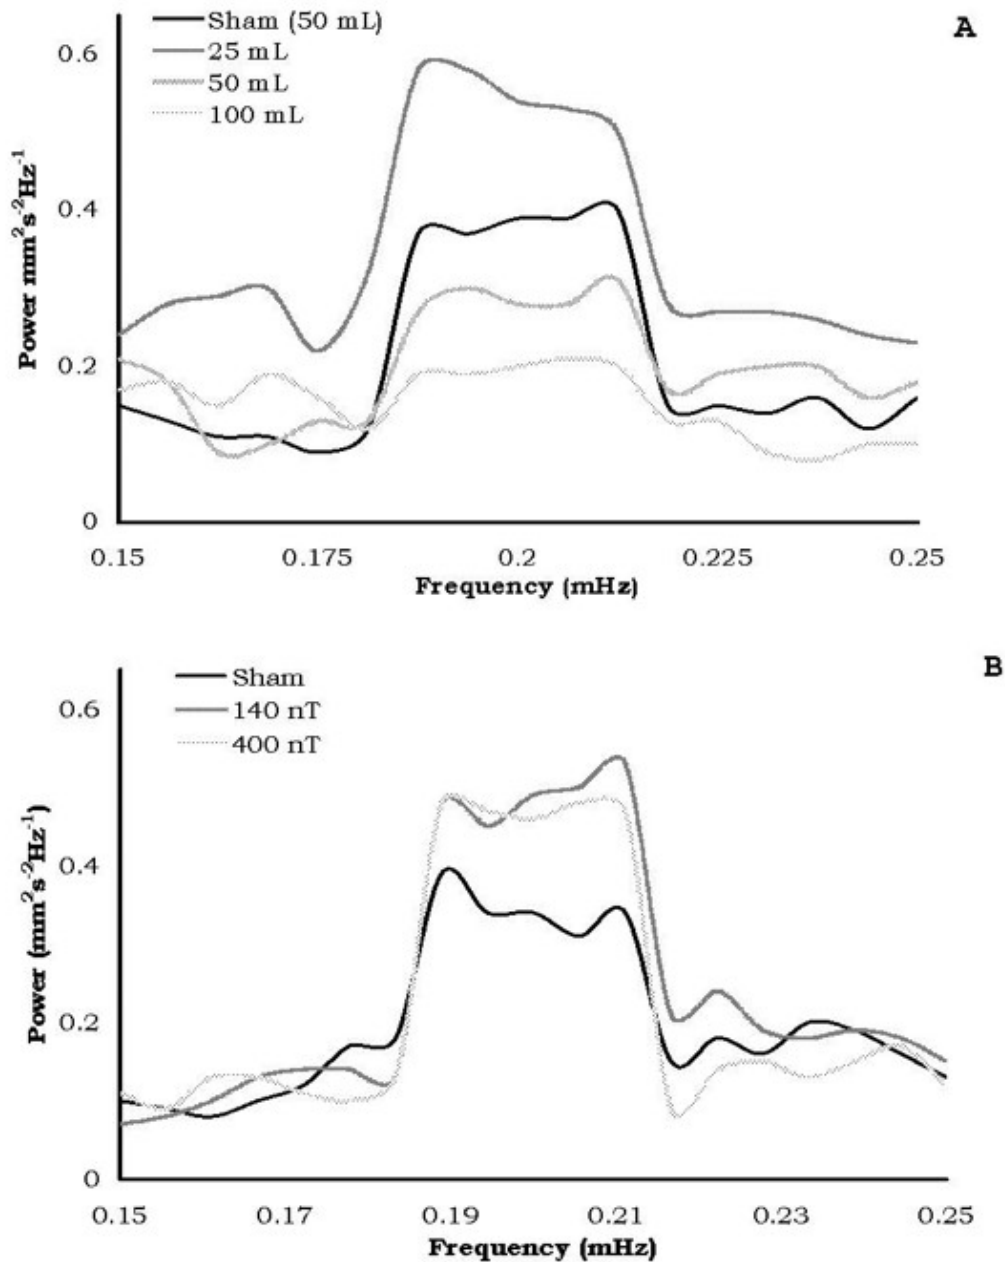 A
Sham (50 mL)
25 mL
50 mL
100 mL
Power mm²s⁻²Hz⁻¹
0.6
0.4
0.2
0
0.15 0.175 0.2 0.225 0.25
Frequency (mHz)
B
Sham
140 nT
400 nT
Power (mm²s⁻²Hz⁻¹)
0.6
0.4
0.2
0
0.15 0.17 0.19 0.21 0.23 0.25
Frequency (mHz)